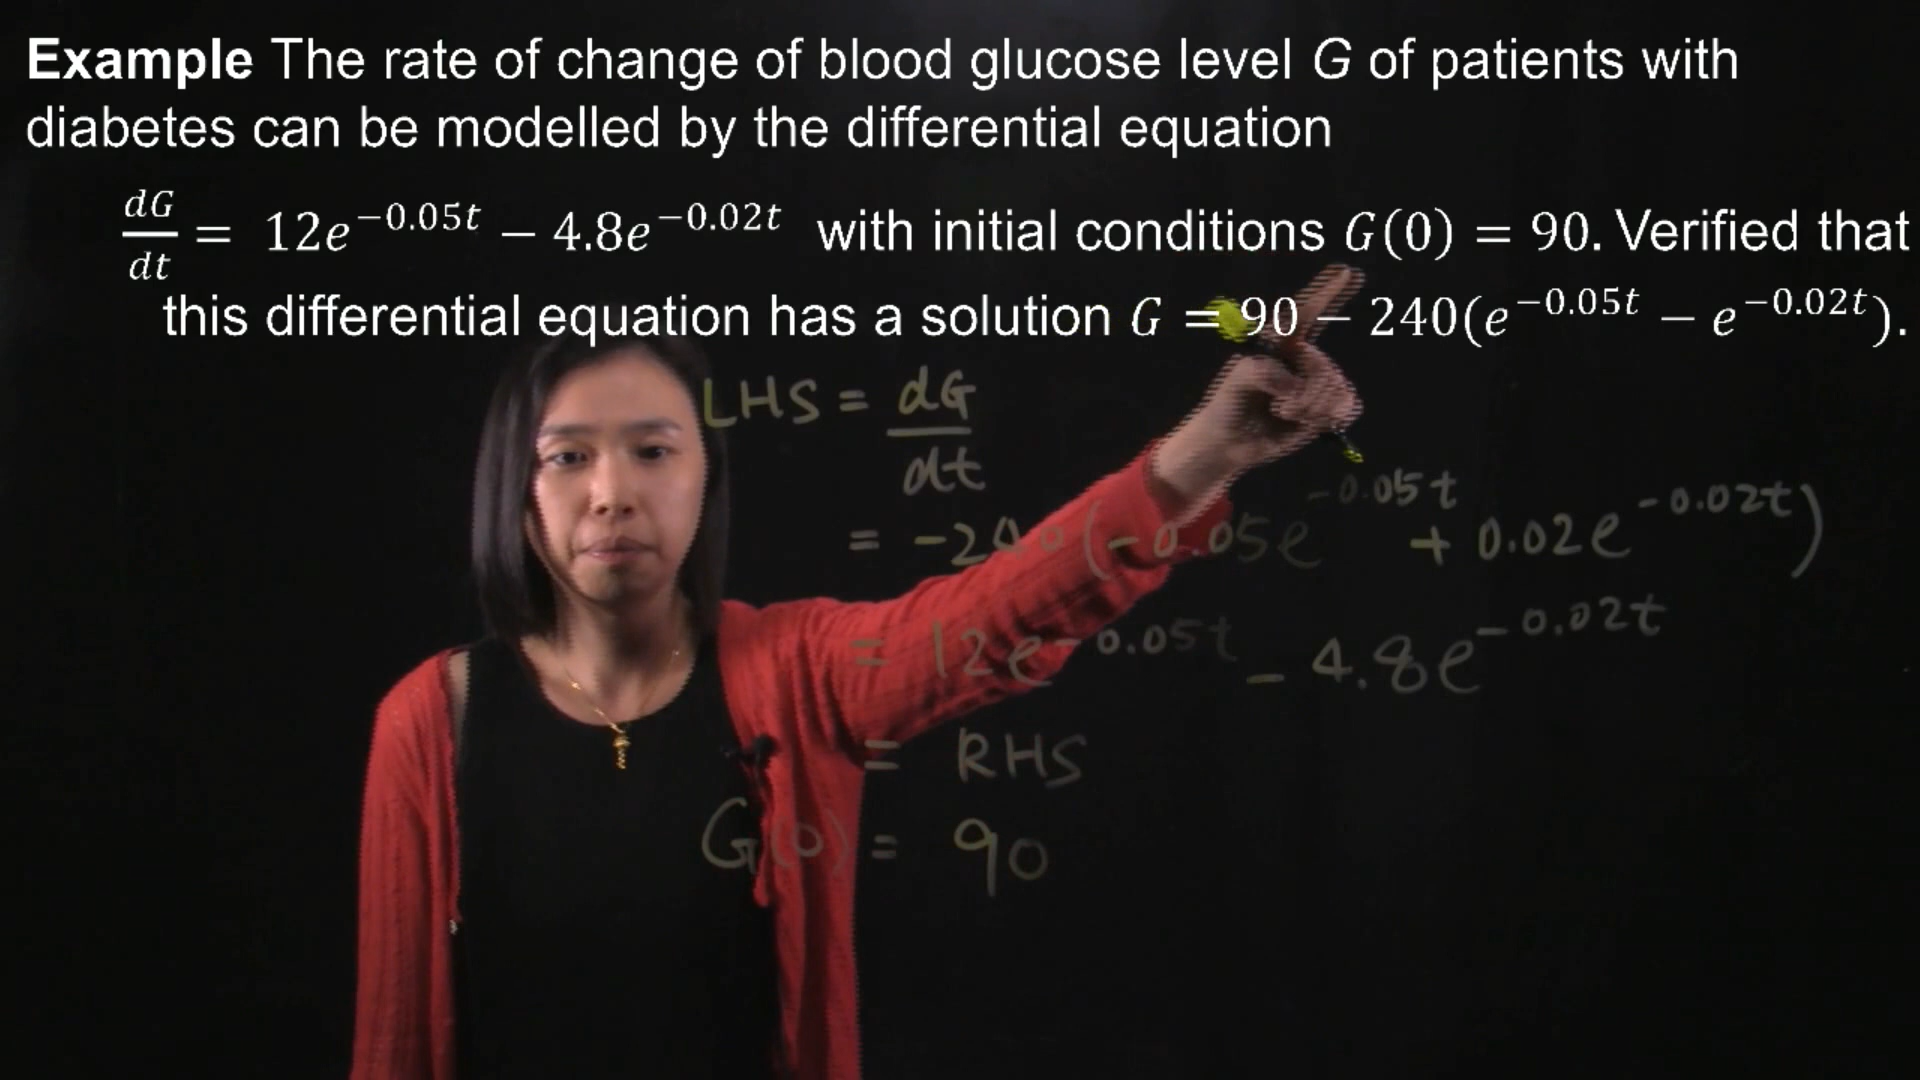 Example The rate of change of blood glucose level G of patients with
diabetes can be modelled by the differential equation
dG/dt = 12e^{−0.05t} − 4.8e^{−0.02t} with initial conditions G(0) = 90. Verified that
this differential equation has a solution G = 90 − 240(e^{−0.05t} − e^{−0.02t}).
LHS = dG/dt
= -240(-0.05e^{-0.05t} + 0.02e^{-0.02t})
= 12e^{-0.05t} - 4.8e^{-0.02t}
= RHS
G(0) = 90